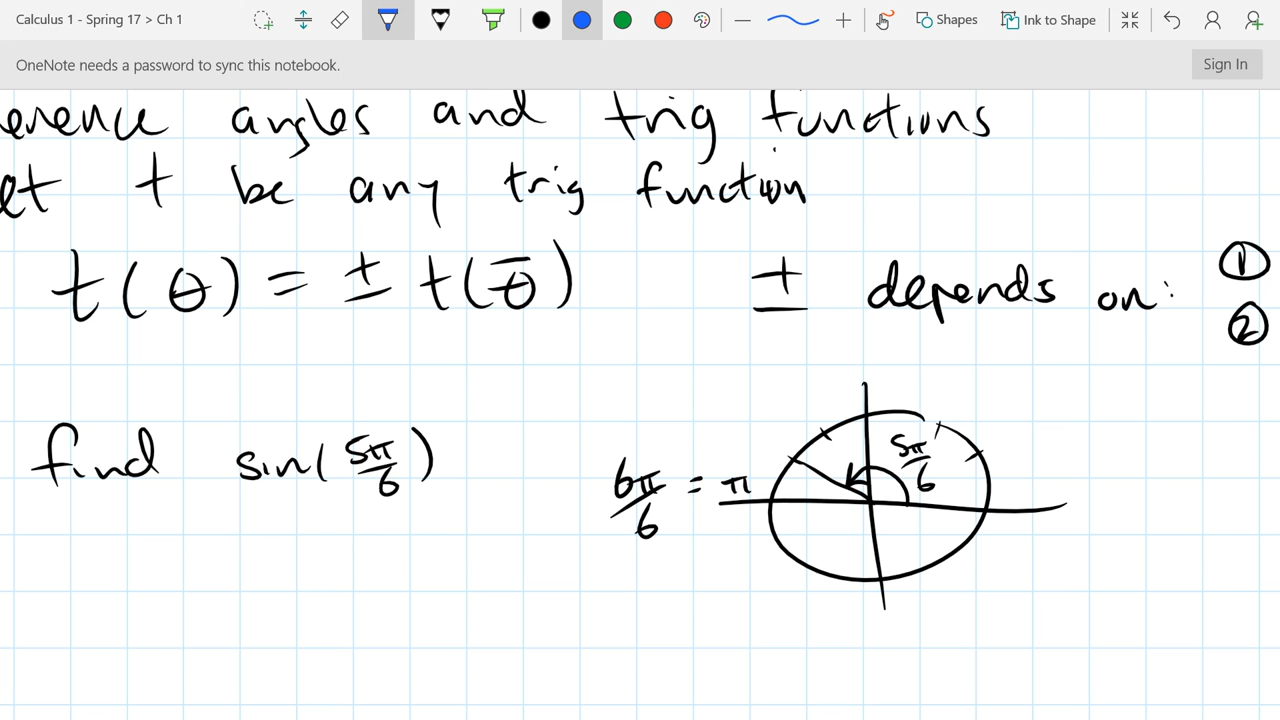 Calculus 1 - Spring 17 > Ch 1
Shapes
Ink to Shape
OneNote needs a password to sync this notebook.
Sign In
erence angles and trig functions
et t be any trig function
t(θ) = ± t(θ̄) ± depends on: ①
②
find sin(5π/6)
6π/6 = π
5π/6